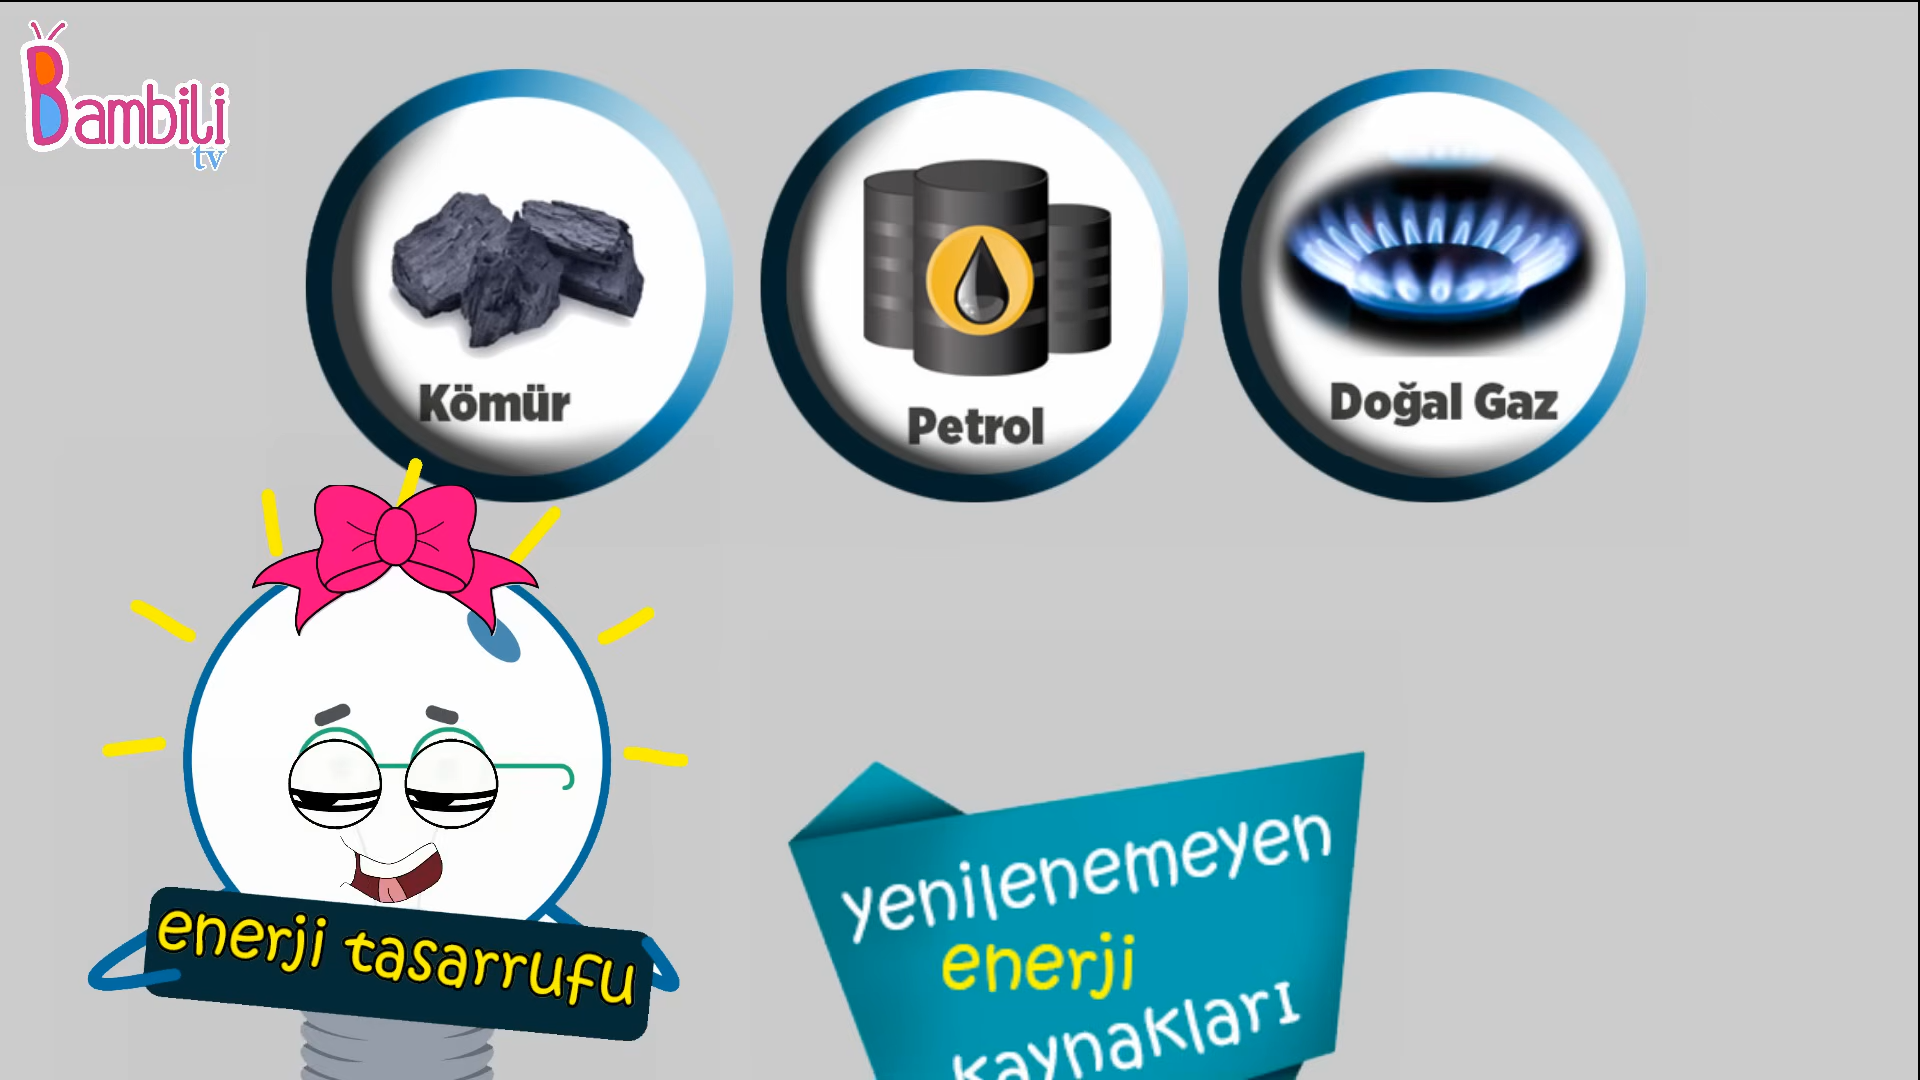 Bambili
tv
Kömür
Petrol
Doğal Gaz
enerji tasarrufu
yenilenemeyen
enerji
kaynakları